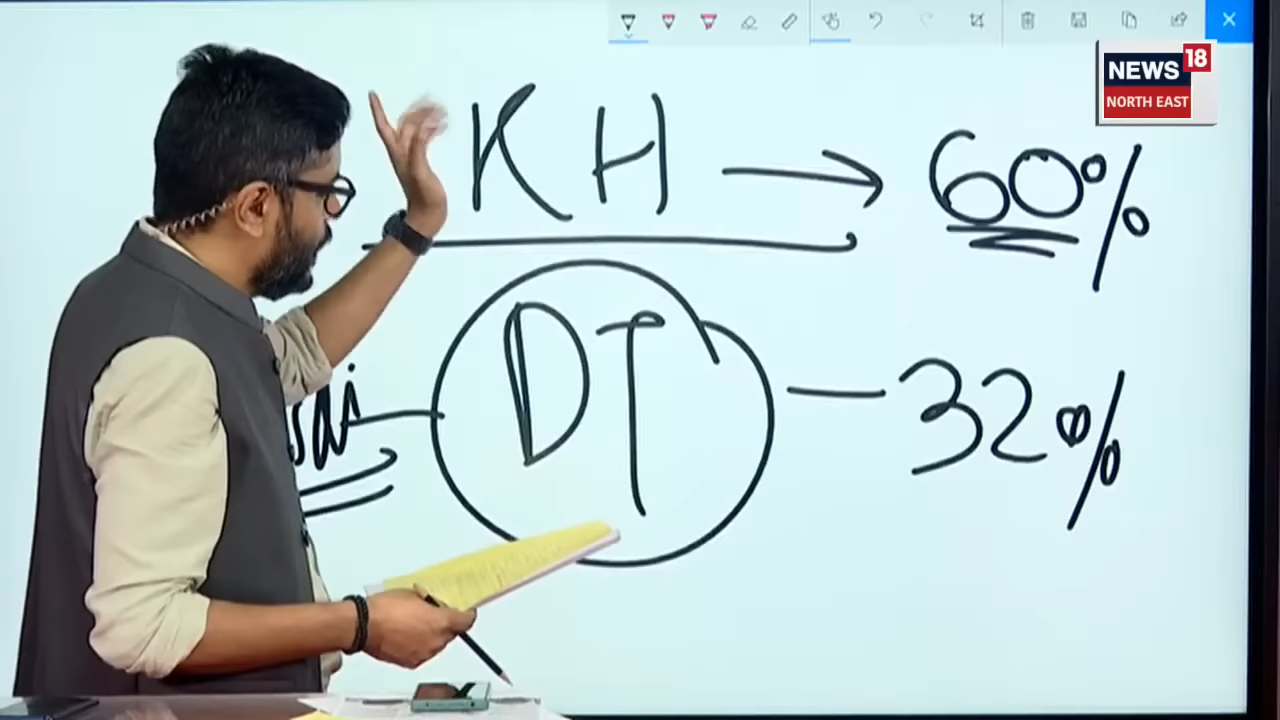 NEWS 18
NORTH EAST
KH → 60%
DT — 32%